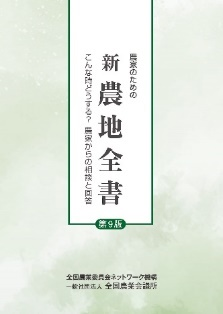 農家のための
新 農地全書
こんな時どうする? 農家からの相談と回答
第9版
全国農業委員会ネットワーク機構
一般社団法人 全国農業会議所